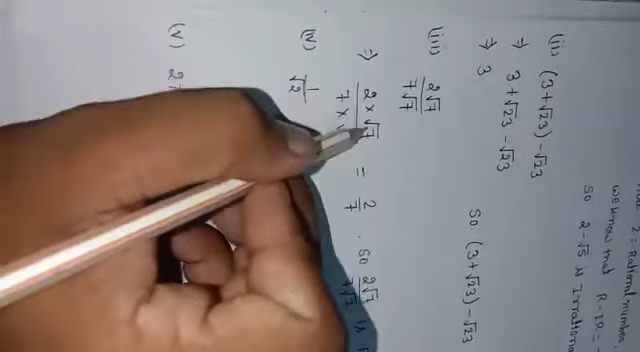 2 = Rational number.
we know that R - IR =
So 2-√5 is Irrational
(ii) (3+√23)-√23
⇒ 3+√23-√23
⇒ 3 So (3+√23)-√23
(iii) 2√7/7√7
⇒ 2×√7/7× = 2/7 . So 2√7/7√7 is
(iv) 1/√2
(v) 2